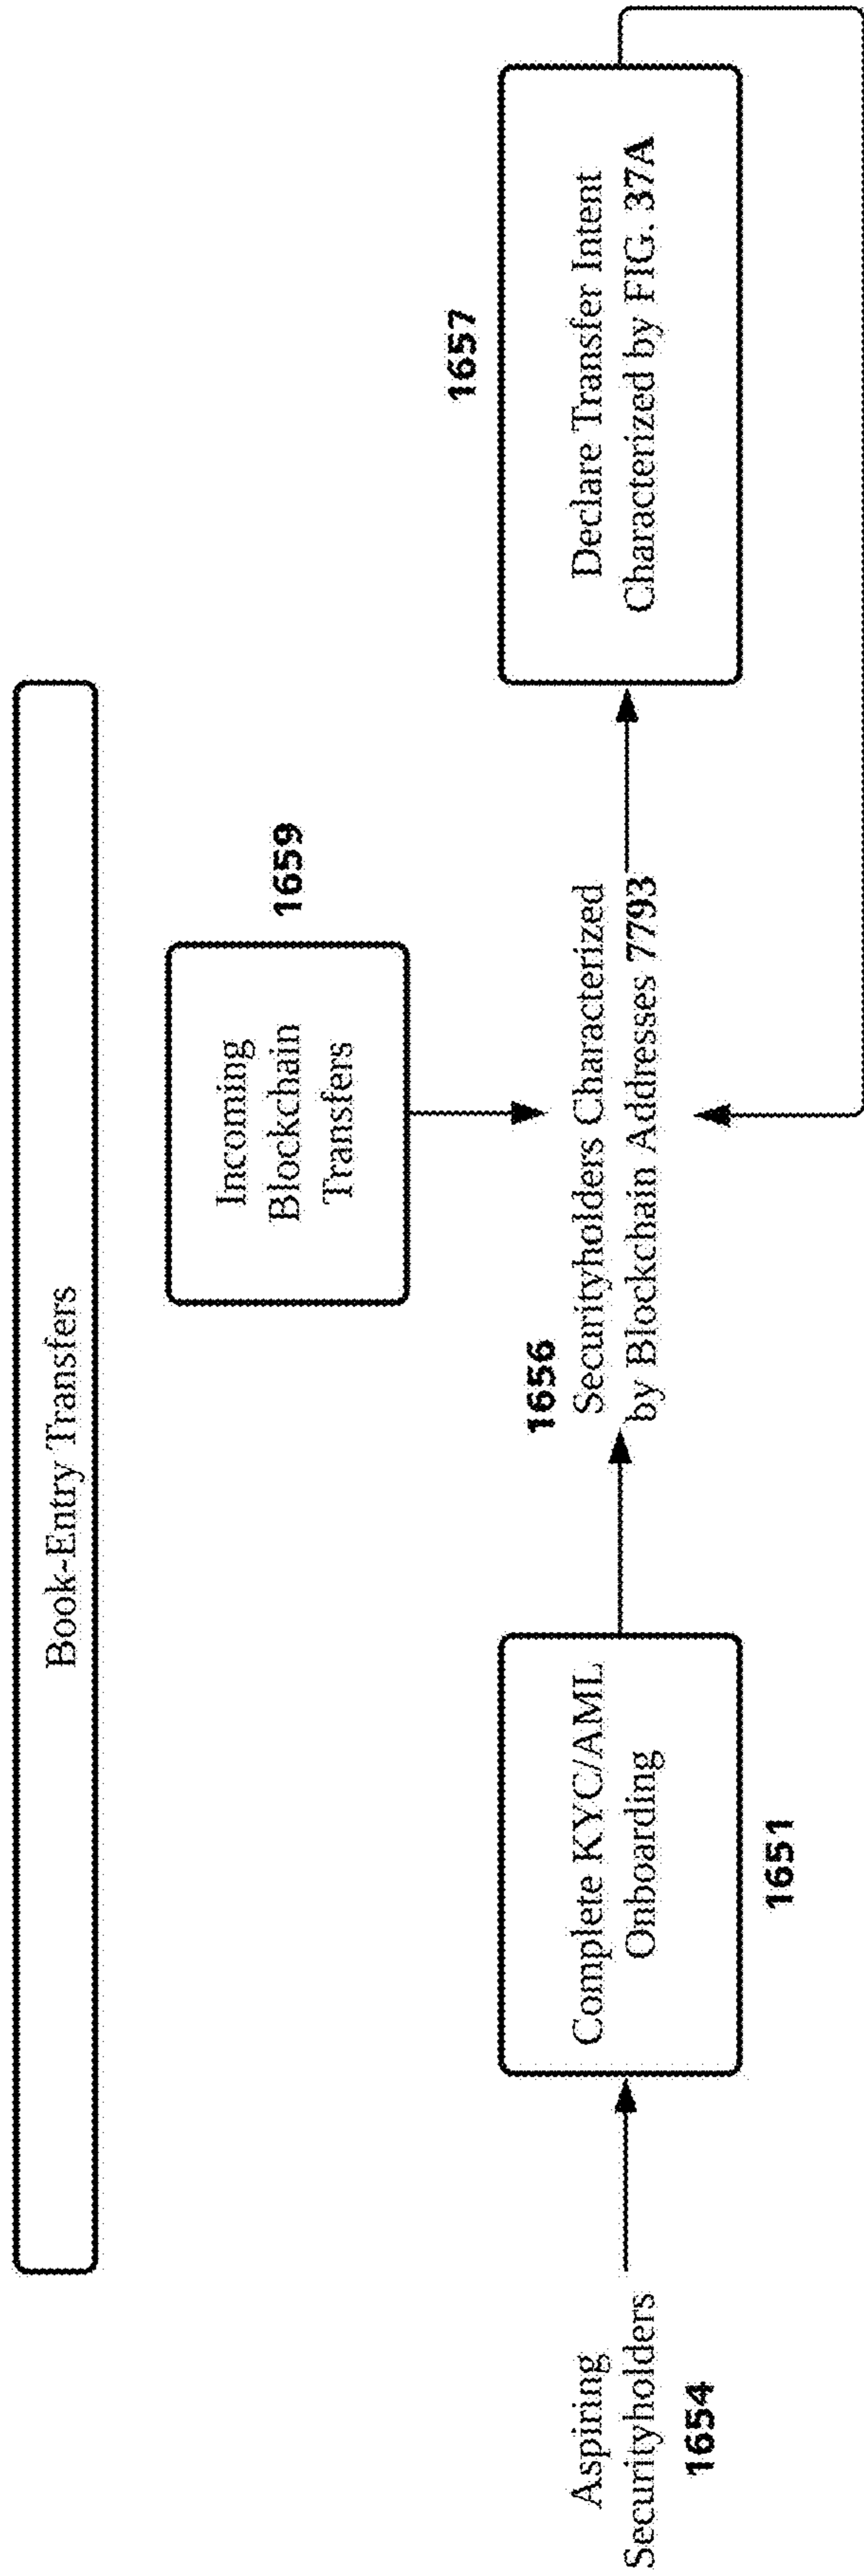 Book-Entry Transfers
Incoming
Blockchain
Transfers
1659
Aspiring
Securityholders
1654
Complete KYC/AML
Onboarding
1651
1656
Securityholders Characterized
by Blockchain Addresses 7793
1657
Declare Transfer Intent
Characterized by FIG. 37A